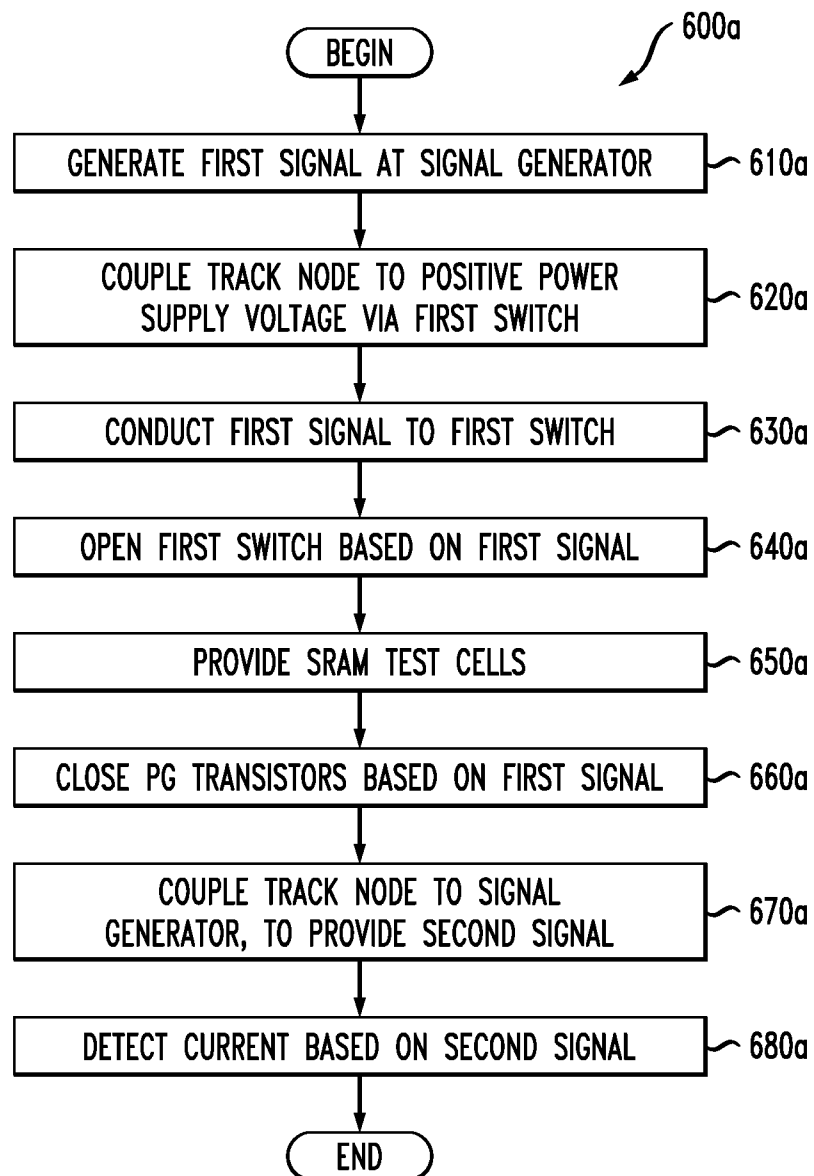 600a
BEGIN
GENERATE FIRST SIGNAL AT SIGNAL GENERATOR
610a
COUPLE TRACK NODE TO POSITIVE POWER
SUPPLY VOLTAGE VIA FIRST SWITCH
620a
CONDUCT FIRST SIGNAL TO FIRST SWITCH
630a
OPEN FIRST SWITCH BASED ON FIRST SIGNAL
640a
PROVIDE SRAM TEST CELLS
650a
CLOSE PG TRANSISTORS BASED ON FIRST SIGNAL
660a
COUPLE TRACK NODE TO SIGNAL
GENERATOR, TO PROVIDE SECOND SIGNAL
670a
DETECT CURRENT BASED ON SECOND SIGNAL
680a
END